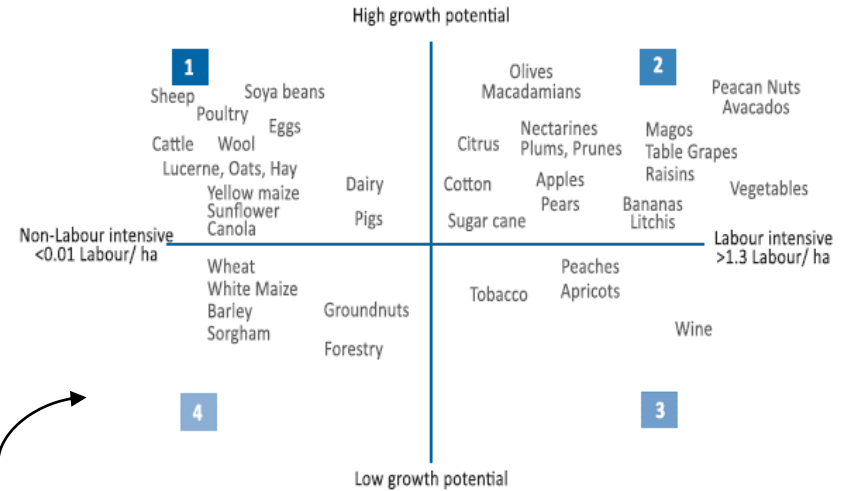 High growth potential
1
2
Sheep
Soya beans
Poultry
Eggs
Cattle
Wool
Lucerne, Oats, Hay
Yellow maize
Sunflower
Canola
Dairy
Pigs
Olives
Macadamians
Peacan Nuts
Avacados
Citrus
Nectarines
Plums, Prunes
Magos
Table Grapes
Raisins
Cotton
Apples
Pears
Vegetables
Sugar cane
Bananas
Litchis
Non-Labour intensive
<0.01 Labour/ ha
Labour intensive
>1.3 Labour/ ha
Wheat
White Maize
Barley
Sorgham
Groundnuts
Forestry
Peaches
Apricots
Tobacco
Wine
4
3
Low growth potential